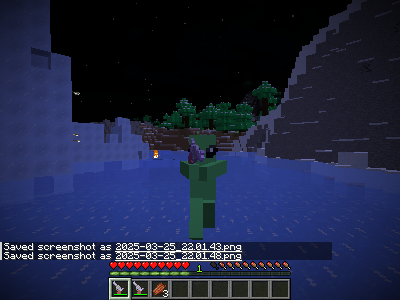 Saved screenshot as 2025-03-25_22.01.43.png
Saved screenshot as 2025-03-25_22.01.48.png
1
3